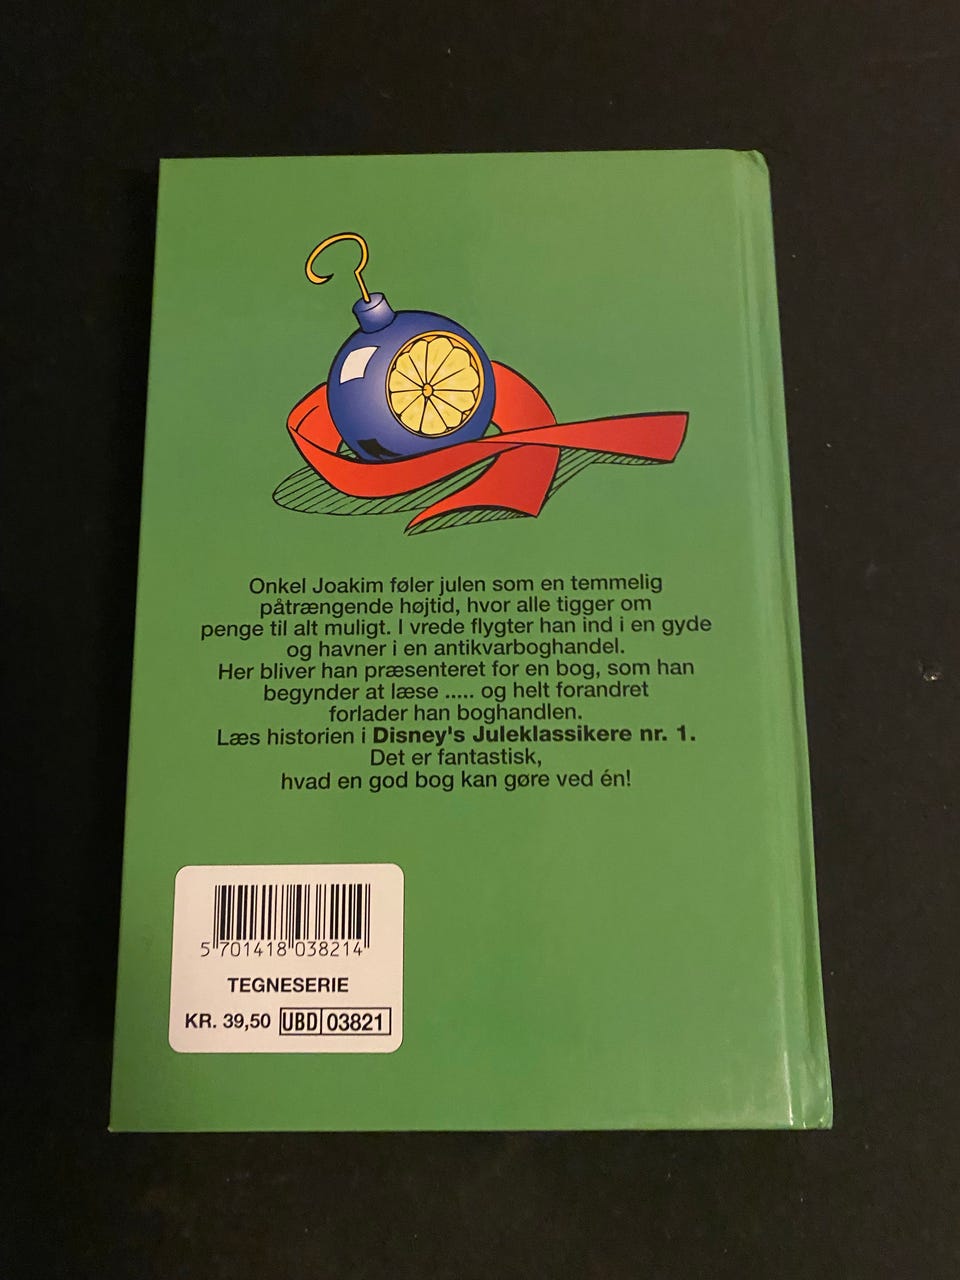 Onkel Joakim føler julen som en temmelig
påtrængende højtid, hvor alle tigger om
penge til alt muligt. I vrede flygter han ind i en gyde
og havner i en antikvarboghandel.
Her bliver han præsenteret for en bog, som han
begynder at læse ..... og helt forandret
forlader han boghandlen.
Læs historien i Disney's Juleklassikere nr. 1.
Det er fantastisk,
hvad en god bog kan gøre ved én!
5 701418 038214
TEGNESERIE
KR. 39,50 UBD 03821